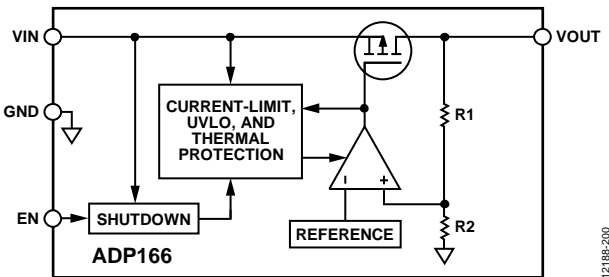 VIN
VOUT
GND
CURRENT-LIMIT,
UVLO, AND
THERMAL
PROTECTION
R1
EN
SHUTDOWN
REFERENCE
R2
ADP166
12188-200